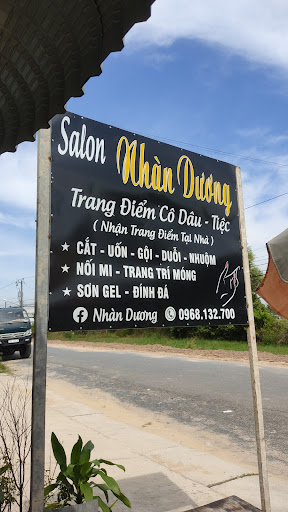 Salon Nhàn Dương
Trang Điểm Cô Dâu - Tiệc
( Nhận Trang Điểm Tại Nhà )
★ CẮT - UỐN - GỘI - DUỖI - NHUỘM
★ NỐI MI - TRANG TRÍ MÓNG
★ SƠN GEL - ĐÍNH ĐÁ
Nhàn Dương 0968.132.700